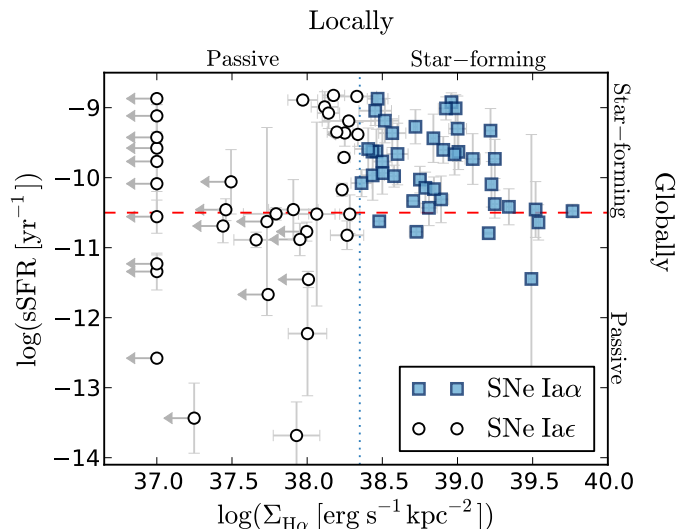 Locally
Passive Star−forming
−9
−10
−11
−12
−13
−14
log(sSFR [yr⁻¹])
Star−forming
Passive
Globally
SNe Iaα
SNe Iaϵ
37.0 37.5 38.0 38.5 39.0 39.5 40.0
log(Σ_Hα [erg s⁻¹ kpc⁻²])